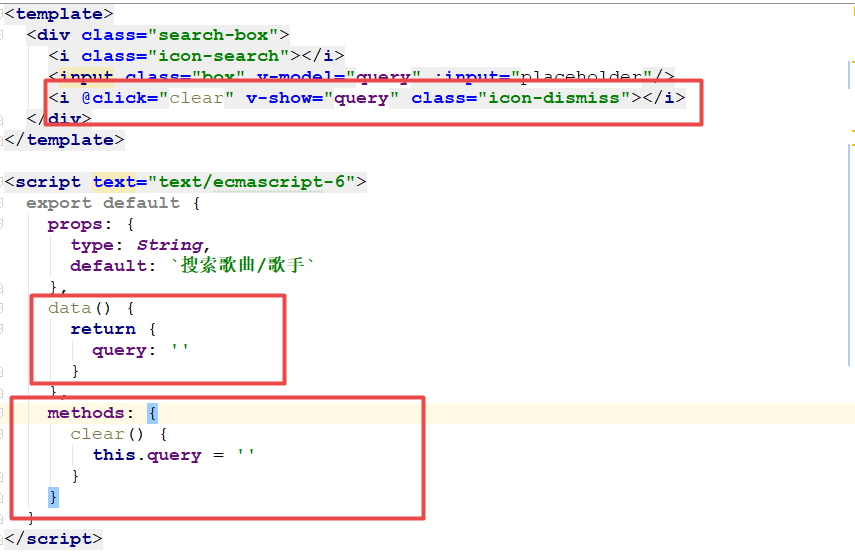 <template>
<div class="search-box">
<i class="icon-search"></i>
<input class="box" v-model="query" :input="placeholder"/>
<i @click="clear" v-show="query" class="icon-dismiss"></i>
</div>
</template>
<script text="text/ecmascript-6">
export default {
props: {
type: String,
default: `搜索歌曲/歌手`
},
data() {
return {
query: ''
}
},
methods: {
clear() {
this.query = ''
}
}
}
</script>